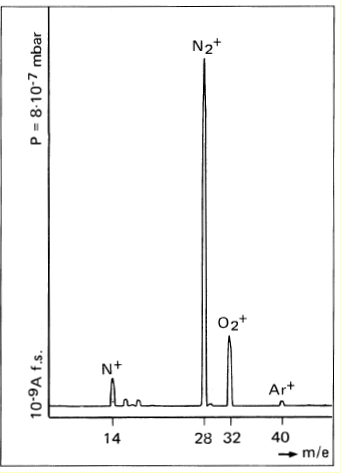 P = 8·10⁻⁷ mbar
10⁻⁹A f.s.
N₂⁺
O₂⁺
N⁺
Ar⁺
14 28 32 40
→ m/e